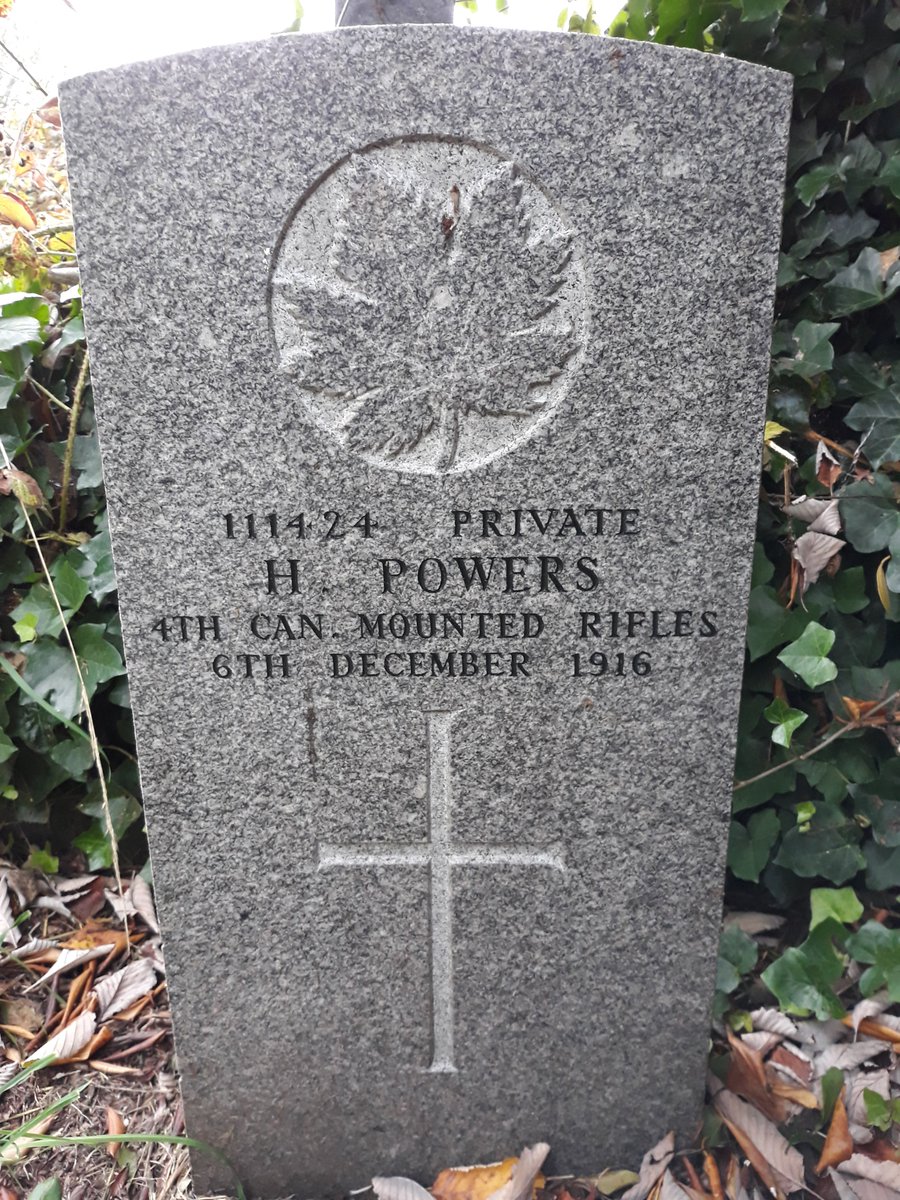 111424 PRIVATE
H. POWERS
4TH CAN. MOUNTED RIFLES
6TH DECEMBER 1916